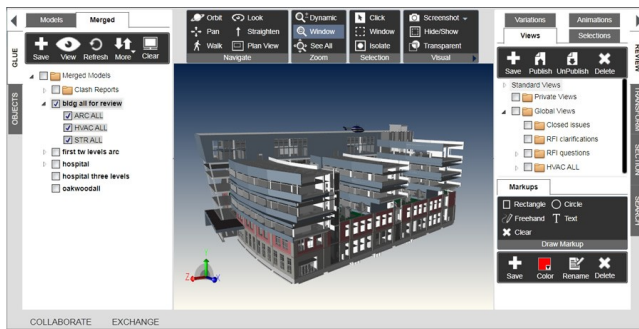 Models Merged
Save View Refresh More Clear
Merged Models
Clash Reports
bldg all for review
ARC ALL
HVAC ALL
STR ALL
first tw levels arc
hospital
hospital three levels
oakwoodall
GLUE
OBJECTS
Orbit Look
Pan Straighten
Walk Plan View
Navigate
Dynamic
Window
See All
Zoom
Click
Window
Isolate
Selection
Screenshot
Hide/Show
Transparent
Visual
Z X
Variations Animations
Views Selections
Save Publish UnPublish Delete
Standard Views
Private Views
Global Views
Closed issues
RFI clarifications
RFI questions
HVAC ALL
Markups
Rectangle Circle
Freehand Text
Clear
Draw Markup
Save Color Rename Delete
REVIEW
TRANSFORM
SECTION
SEARCH
COLLABORATE EXCHANGE